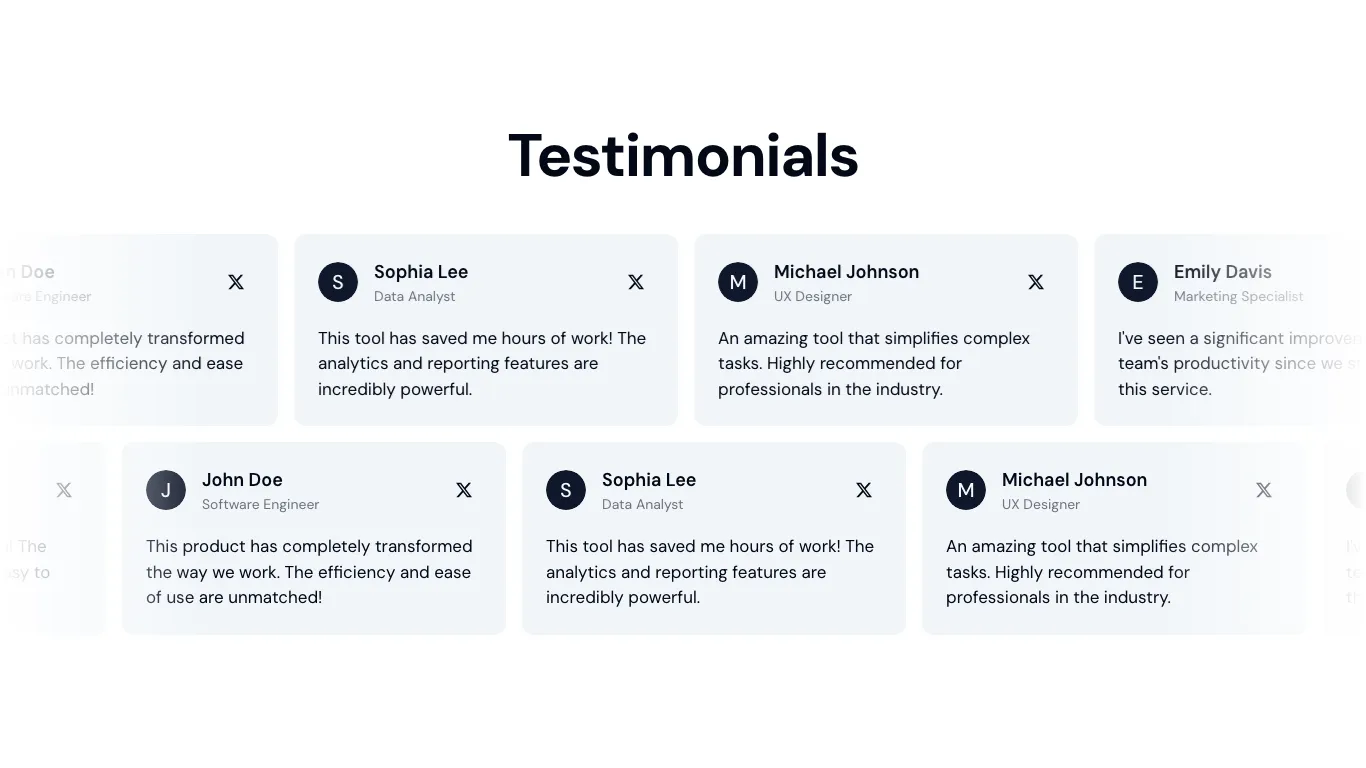 Testimonials
Doe
Engineer
has completely transformed
work. The efficiency and ease
unmatched!
S
Sophia Lee
Data Analyst
This tool has saved me hours of work! The
analytics and reporting features are
incredibly powerful.
M
Michael Johnson
UX Designer
An amazing tool that simplifies complex
tasks. Highly recommended for
professionals in the industry.
E
Emily Davis
Marketing Specialist
I've seen a significant
team's productivity since we
this service.
The
to
J
John Doe
Software Engineer
This product has completely transformed
the way we work. The efficiency and ease
of use are unmatched!
S
Sophia Lee
Data Analyst
This tool has saved me hours of work! The
analytics and reporting features are
incredibly powerful.
M
Michael Johnson
UX Designer
An amazing tool that simplifies complex
tasks. Highly recommended for
professionals in the industry.